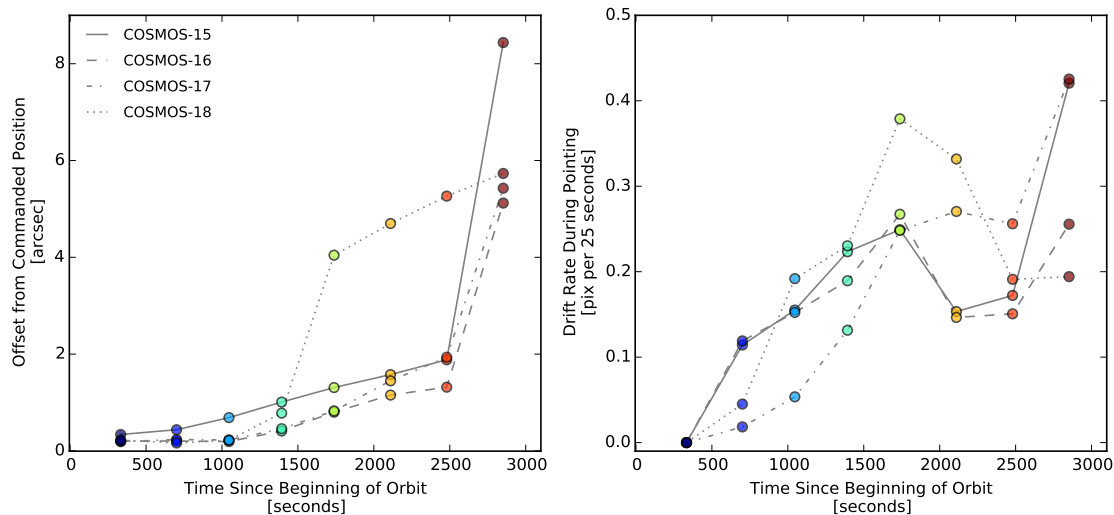 8
6
4
2
0
Offset from Commanded Position
[arcsec]
COSMOS-15
COSMOS-16
COSMOS-17
COSMOS-18
0 500 1000 1500 2000 2500 3000
Time Since Beginning of Orbit
[seconds]
0.5
0.4
0.3
0.2
0.1
0.0
Drift Rate During Pointing
[pix per 25 seconds]
0 500 1000 1500 2000 2500 3000
Time Since Beginning of Orbit
[seconds]